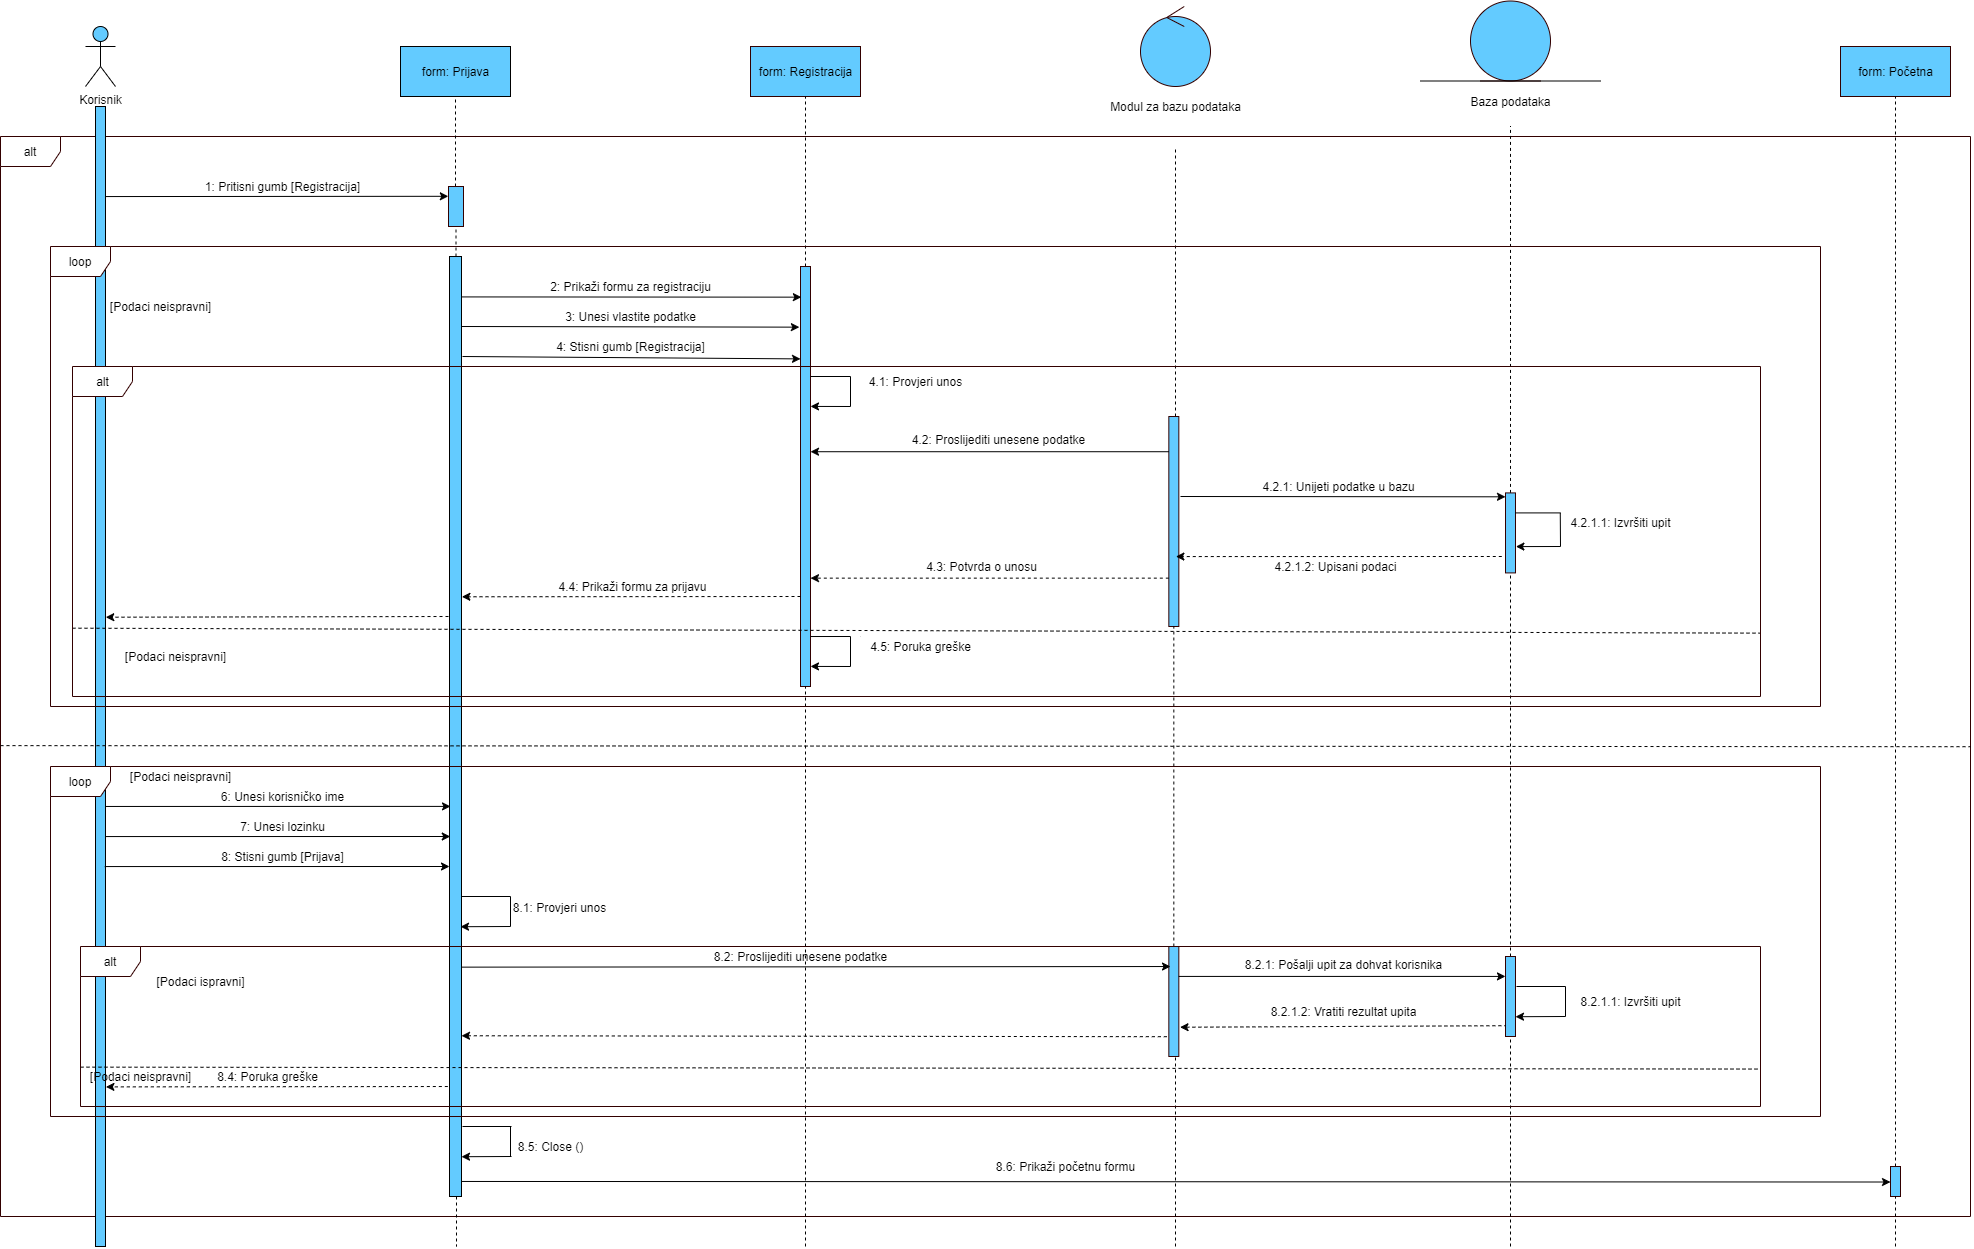 Korisnik
form: Prijava
form: Registracija
Modul za bazu podataka
Baza podataka
form: Početna
alt
1: Pritisni gumb [Registracija]
loop
[Podaci neispravni]
2: Prikaži formu za registraciju
3: Unesi vlastite podatke
4: Stisni gumb [Registracija]
alt
4.1: Provjeri unos
4.2: Proslijediti unesene podatke
4.2.1: Unijeti podatke u bazu
4.2.1.1: Izvršiti upit
4.2.1.2: Upisani podaci
4.3: Potvrda o unosu
4.4: Prikaži formu za prijavu
[Podaci neispravni]
4.5: Poruka greške
loop
[Podaci neispravni]
6: Unesi korisničko ime
7: Unesi lozinku
8: Stisni gumb [Prijava]
8.1: Provjeri unos
alt
[Podaci ispravni]
8.2: Proslijediti unesene podatke
8.2.1: Pošalji upit za dohvat korisnika
8.2.1.1: Izvršiti upit
8.2.1.2: Vratiti rezultat upita
[Podaci neispravni]
8.4: Poruka greške
8.5: Close ()
8.6: Prikaži početnu formu